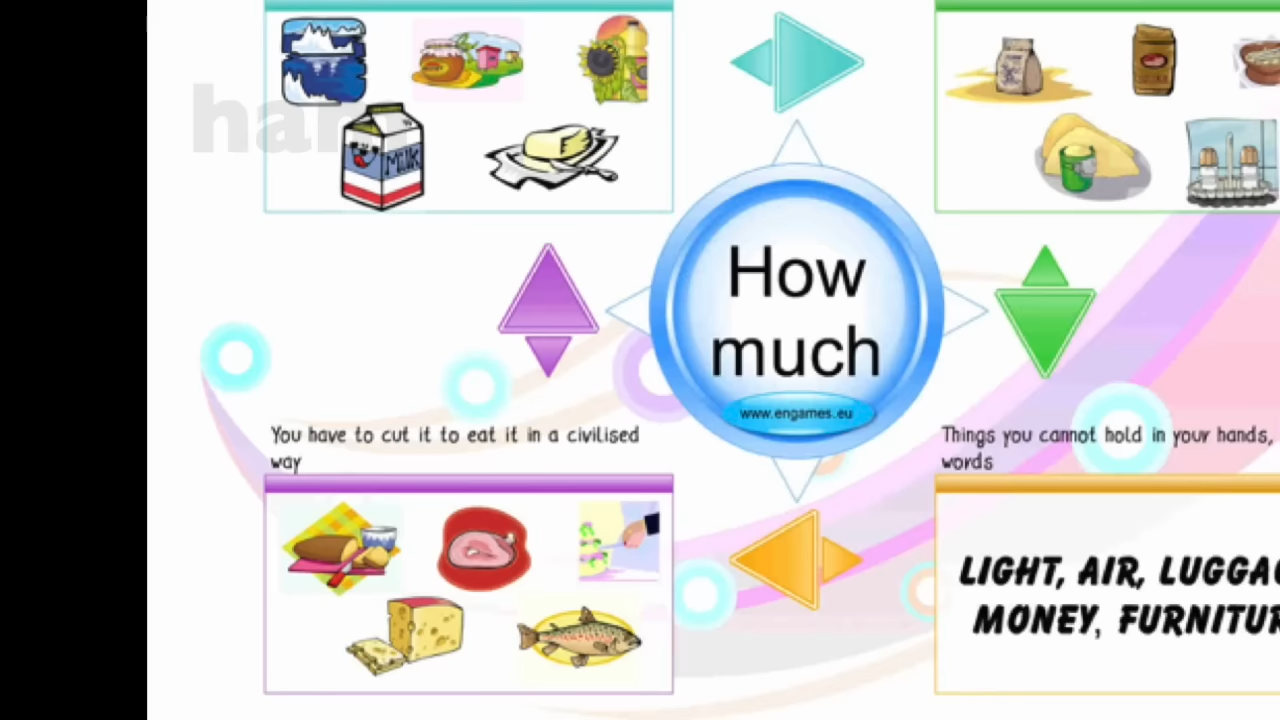 MILK
How
much
www.engames.eu
You have to cut it to eat it in a civilised
way
Things you cannot hold in your hands,
words
LIGHT, AIR,
MONEY,